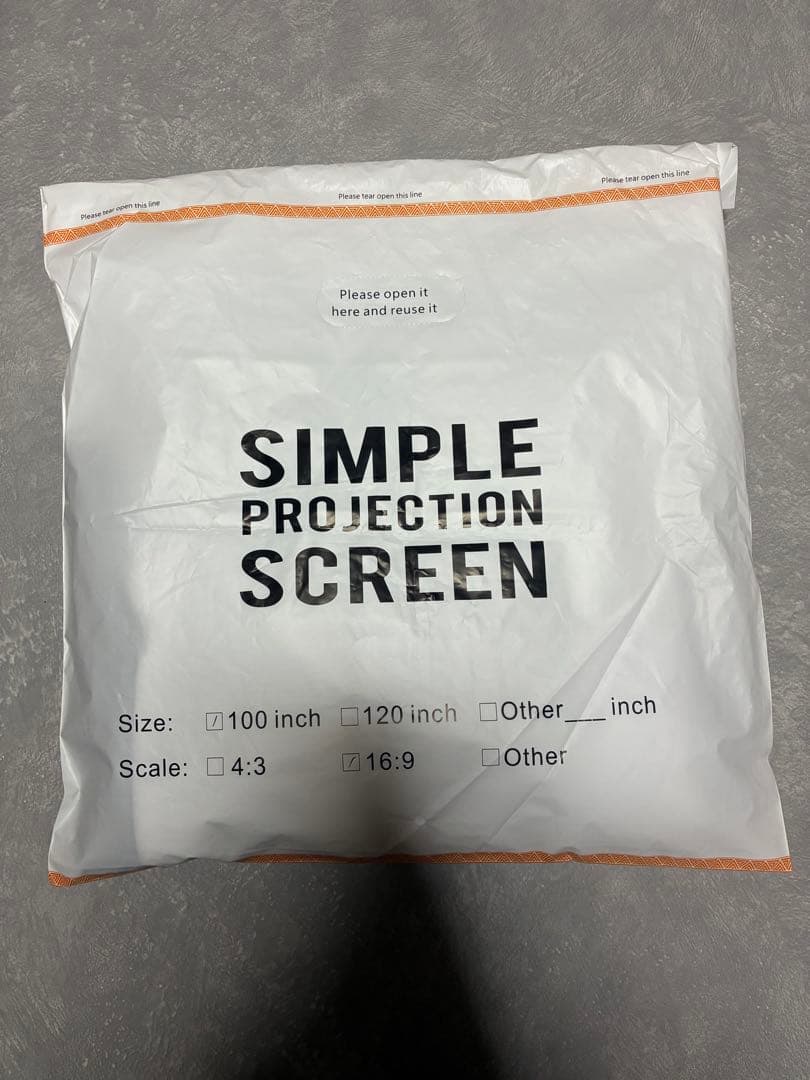 Please tear open this line
Please tear open this line
Please tear open this line
Please open it
here and reuse it
SIMPLE
PROJECTION
SCREEN
Size: ☑ 100 inch ☐ 120 inch ☐ Other___ inch
Scale: ☐ 4:3 ☑ 16:9 ☐ Other